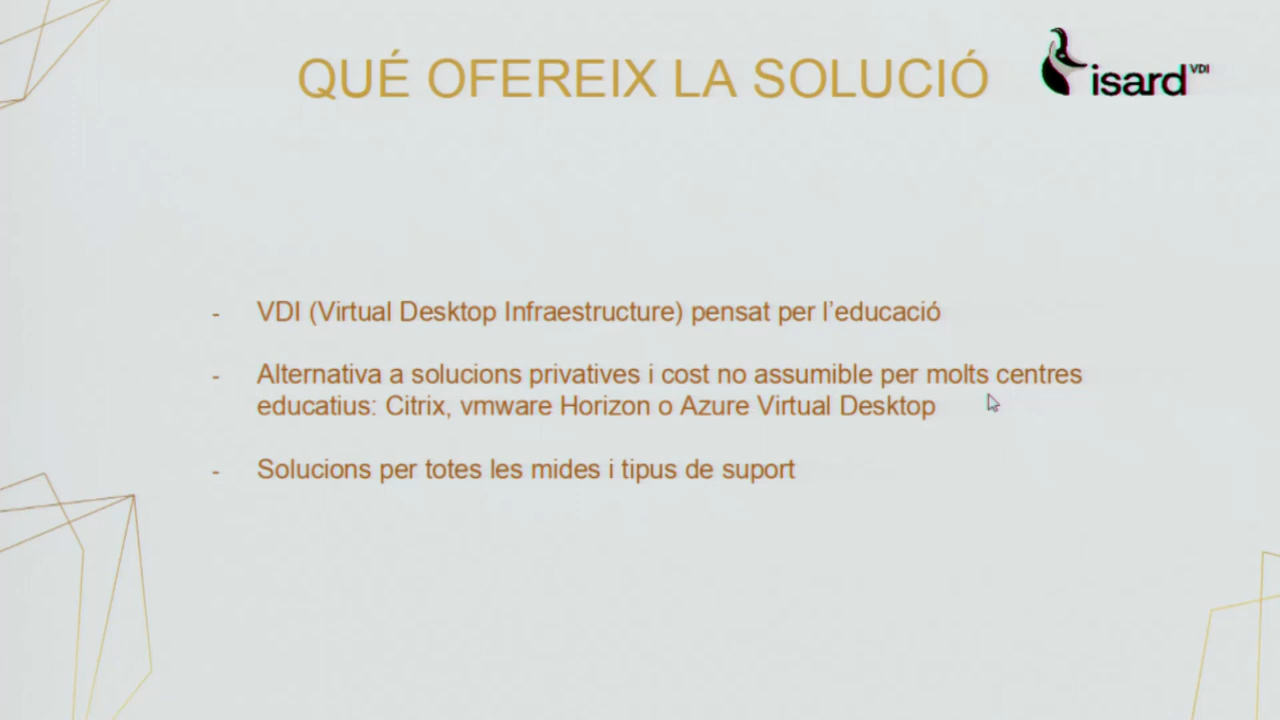 QUÉ OFEREIX LA SOLUCIÓ
isard VDI
- VDI (Virtual Desktop Infraestructure) pensat per l’educació
- Alternativa a solucions privatives i cost no assumible per molts centres
educatius: Citrix, vmware Horizon o Azure Virtual Desktop
- Solucions per totes les mides i tipus de suport